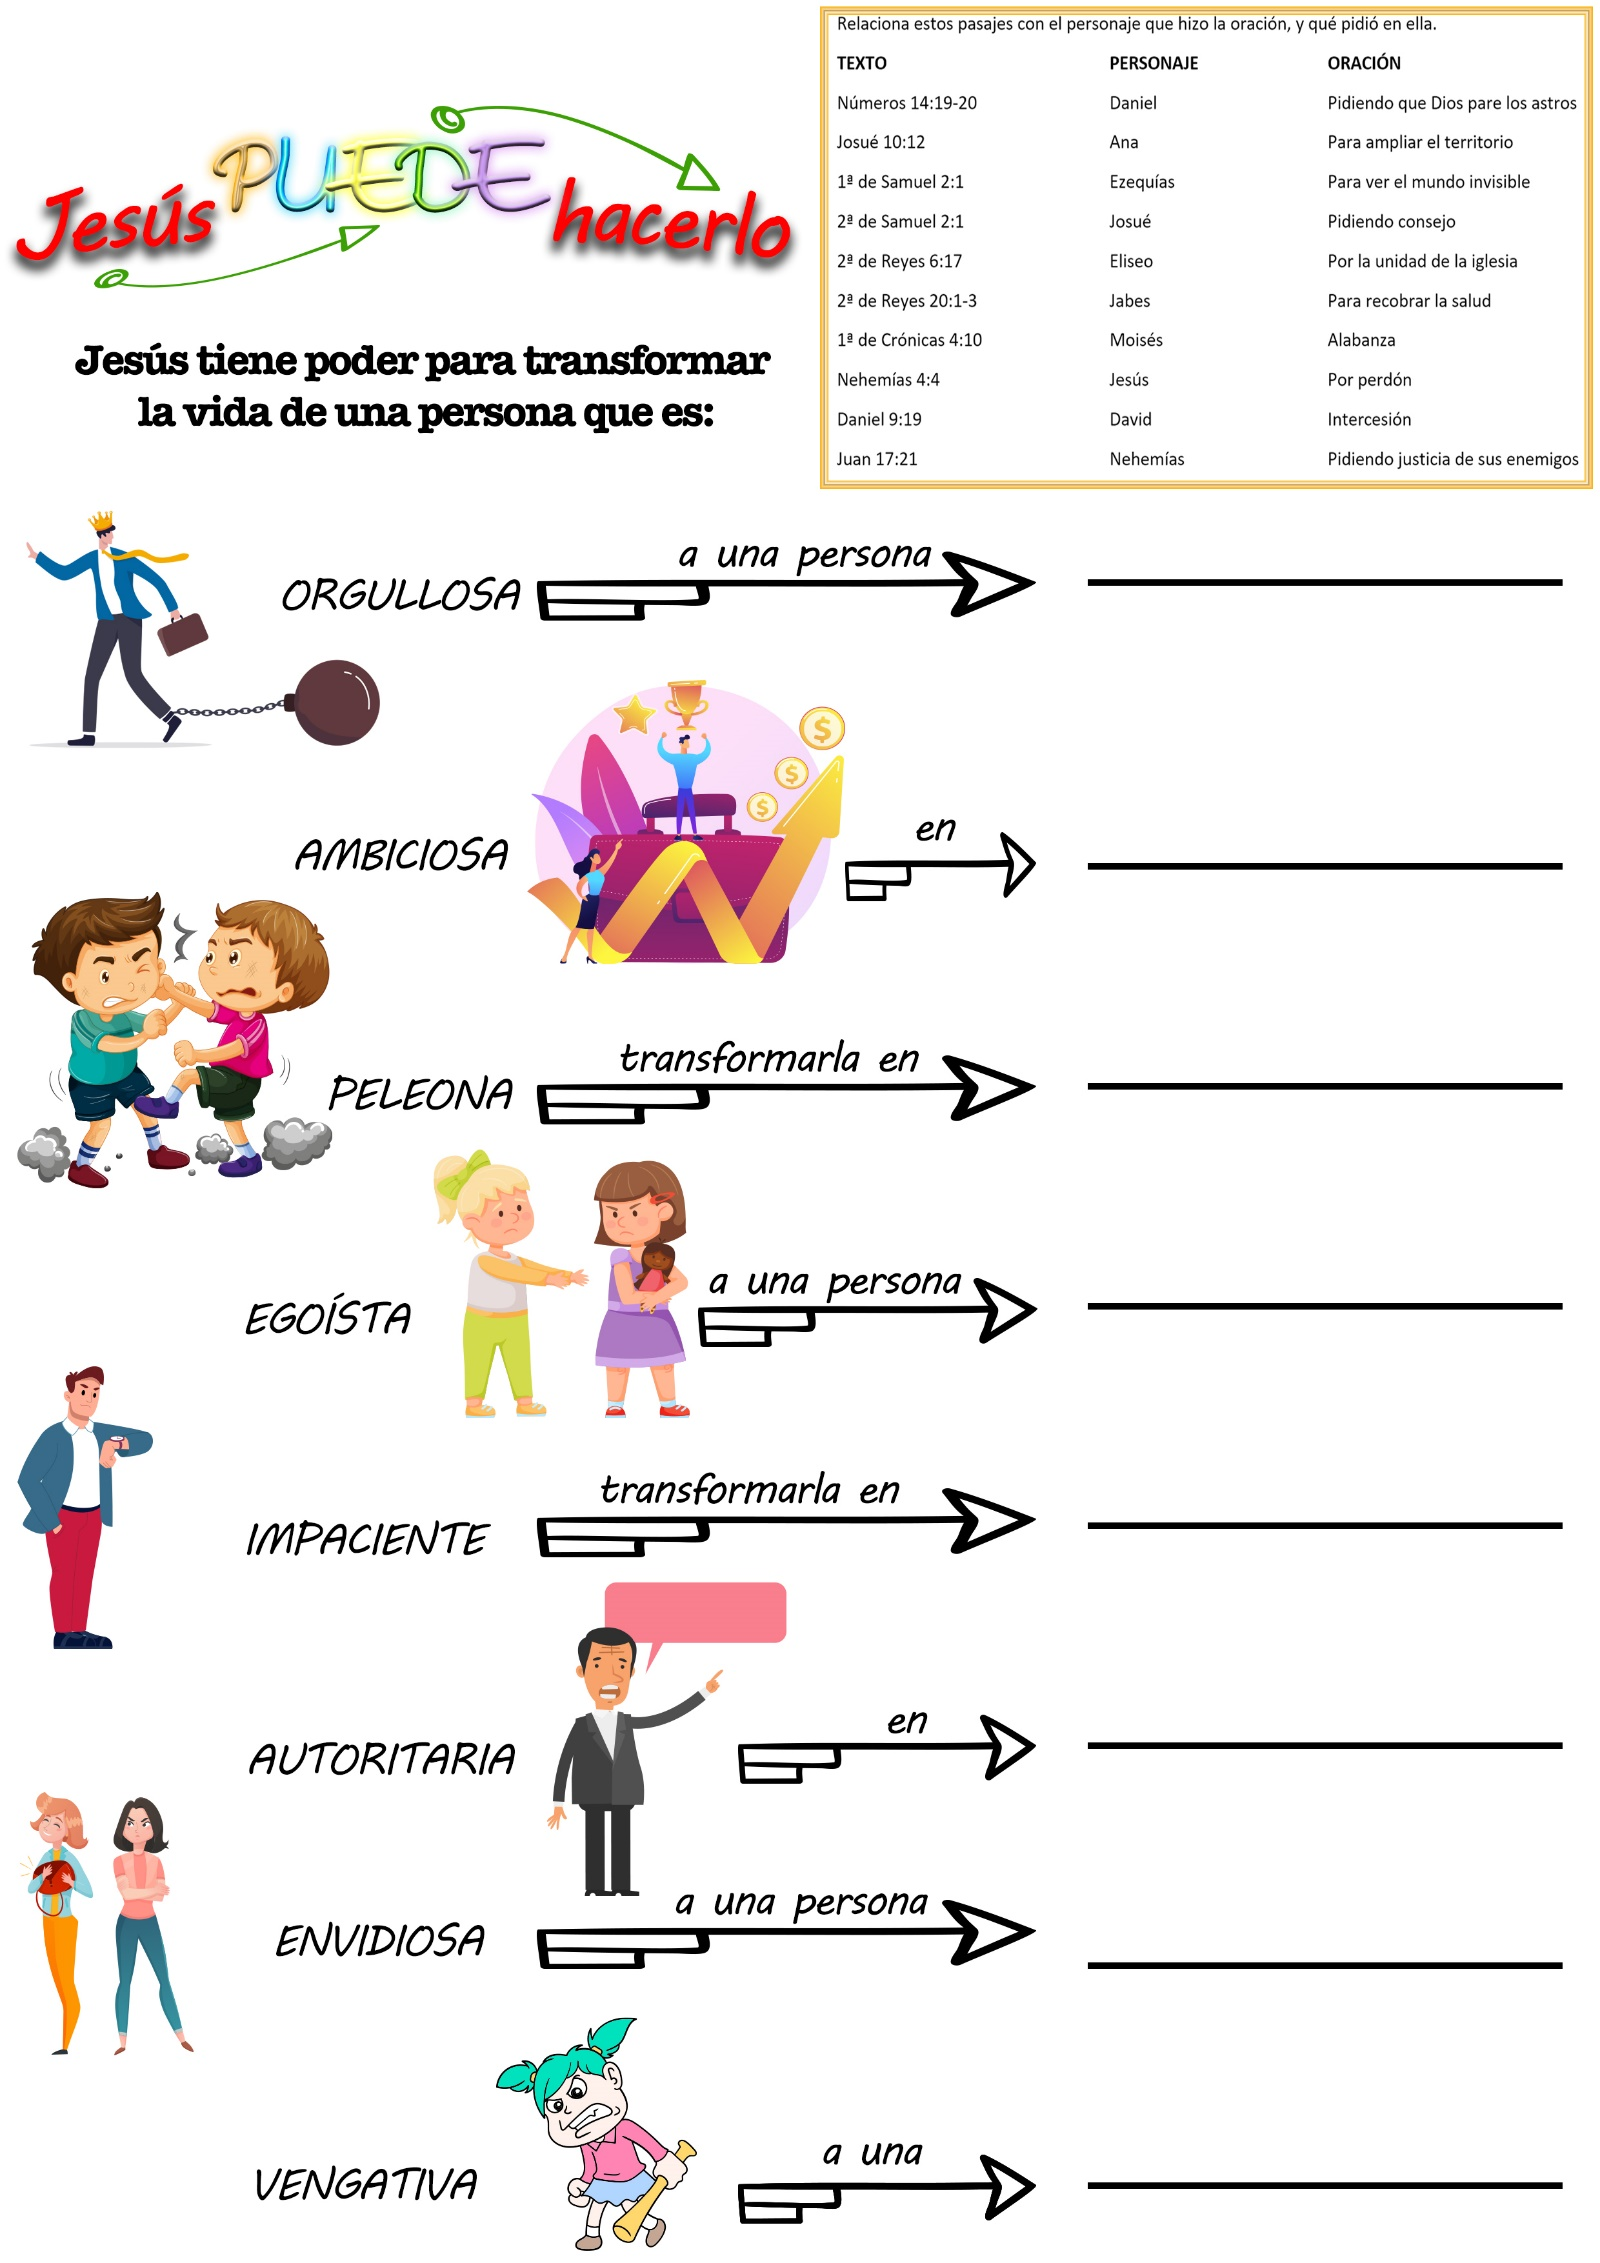 Jesús PUEDE hacerlo
Jesús tiene poder para transformar
la vida de una persona que es:
Relaciona estos pasajes con el personaje que hizo la oración, y qué pidió en ella.
TEXTO PERSONAJE ORACIÓN
Números 14:19-20 Daniel Pidiendo que Dios pare los astros
Josué 10:12 Ana Para ampliar el territorio
1ª de Samuel 2:1 Ezequías Para ver el mundo invisible
2ª de Samuel 2:1 Josué Pidiendo consejo
2ª de Reyes 6:17 Eliseo Por la unidad de la iglesia
2ª de Reyes 20:1-3 Jabes Para recobrar la salud
1ª de Crónicas 4:10 Moisés Alabanza
Nehemías 4:4 Jesús Por perdón
Daniel 9:19 David Intercesión
Juan 17:21 Nehemías Pidiendo justicia de sus enemigos
ORGULLOSA a una persona
AMBICIOSA en
PELEONA transformarla en
EGOÍSTA a una persona
IMPACIENTE transformarla en
AUTORITARIA en
ENVIDIOSA a una persona
VENGATIVA a una